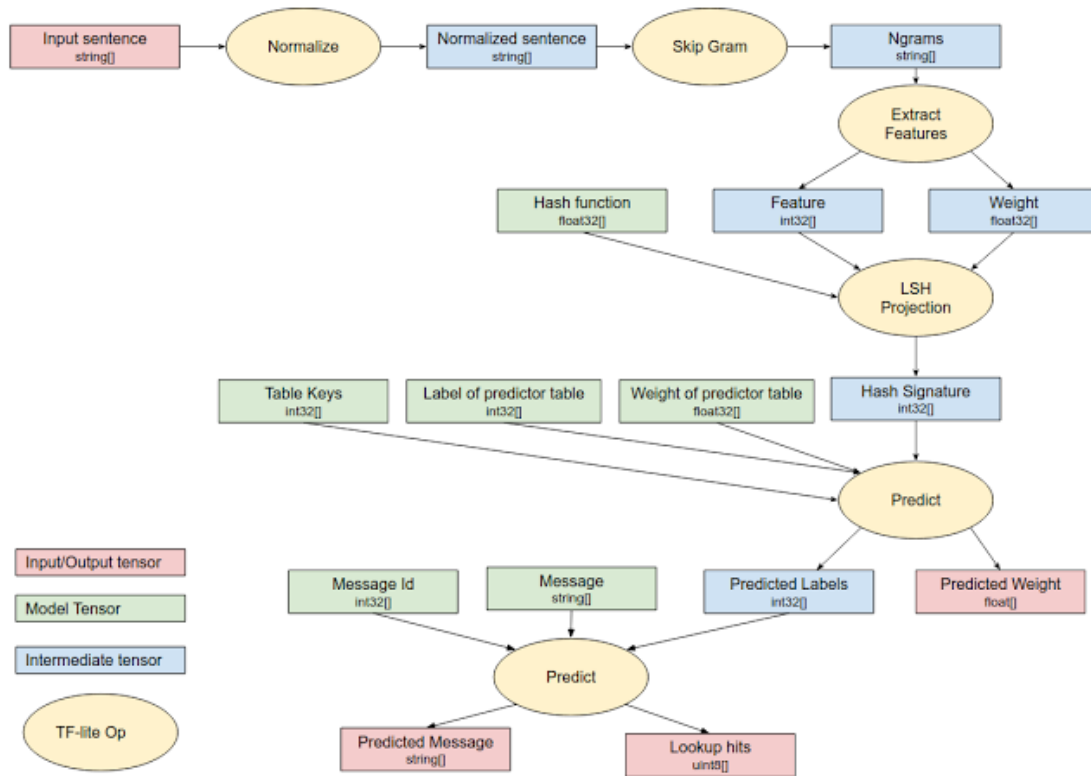 Input sentence
string[]
Normalize
Normalized sentence
string[]
Skip Gram
Ngrams
string[]
Extract
Features
Hash function
float32[]
Feature
int32[]
Weight
float32[]
LSH
Projection
Table Keys
int32[]
Label of predictor table
int32[]
Weight of predictor table
float32[]
Hash Signature
int32[]
Predict
Input/Output tensor
Model Tensor
Intermediate tensor
TF-lite Op
Message Id
int32[]
Message
string[]
Predicted Labels
int32[]
Predicted Weight
float[]
Predict
Predicted Message
string[]
Lookup hits
uint8[]